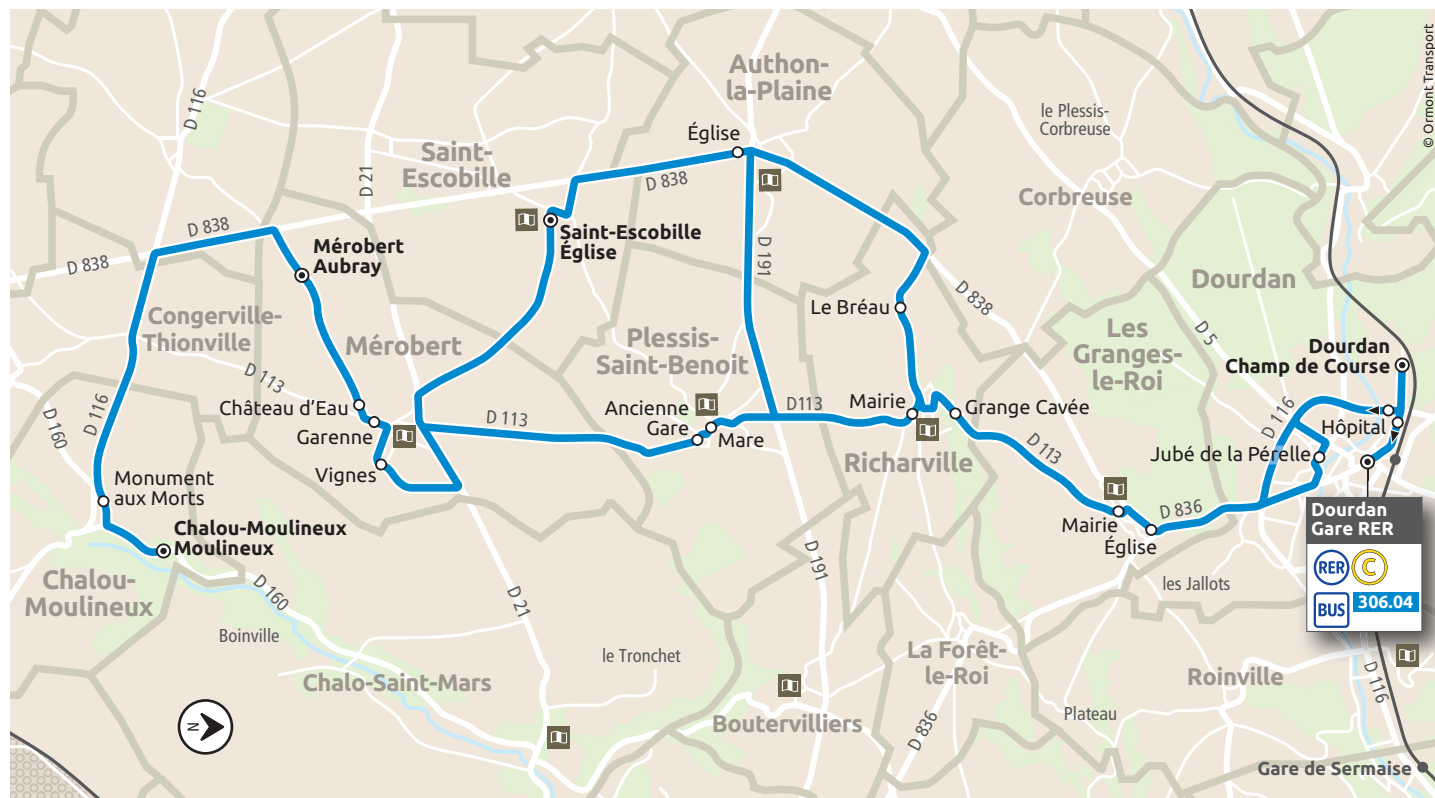 © Ormont Transport
Authon-
la-Plaine
le Plessis-
Corbreuse
D 116
Église
Saint-
Escobille
D 21
D 838
Corbreuse
D 838
Saint-Escobille
Église
Mérobert
Aubray
D 191
D 838
Dourdan
D 838
Le Bréau
Congerville-
Thionville
Mérobert
Plessis-
Saint-Benoit
Les
Granges-
le-Roi
D 5
Dourdan
Champ de Course
D 113
D 160
D 116
Château d'Eau
Garenne
D 113
Ancienne
Gare
Mare
D113
Mairie
Grange Cavée
D 116
Hôpital
Vignes
Richarville
D 113
Jubé de la Pérelle
Monument
aux Morts
Chalou-Moulineux
Moulineux
Mairie
Église
D 836
Dourdan
Gare RER
RER
C
BUS
306.04
Chalou-
Moulineux
D 160
D 21
D 191
les Jallots
Boinville
le Tronchet
La Forêt-
le-Roi
Roinville
D 116
Chalo-Saint-Mars
Boutervilliers
D 836
Plateau
N
Gare de Sermaise